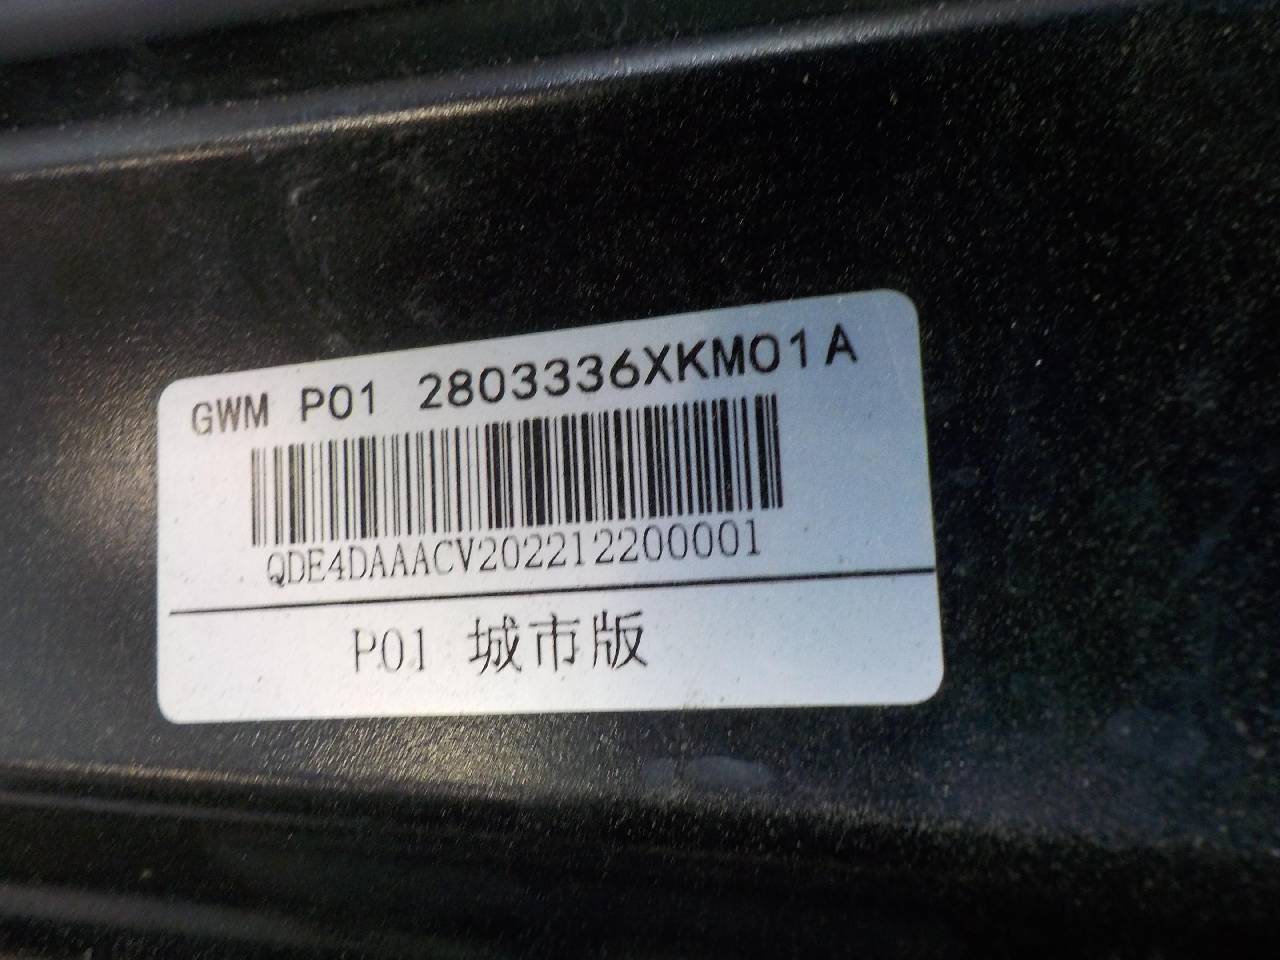 GWM P01 2803336XKM01A
QDE4DAAACV202212200001
P01 城市版